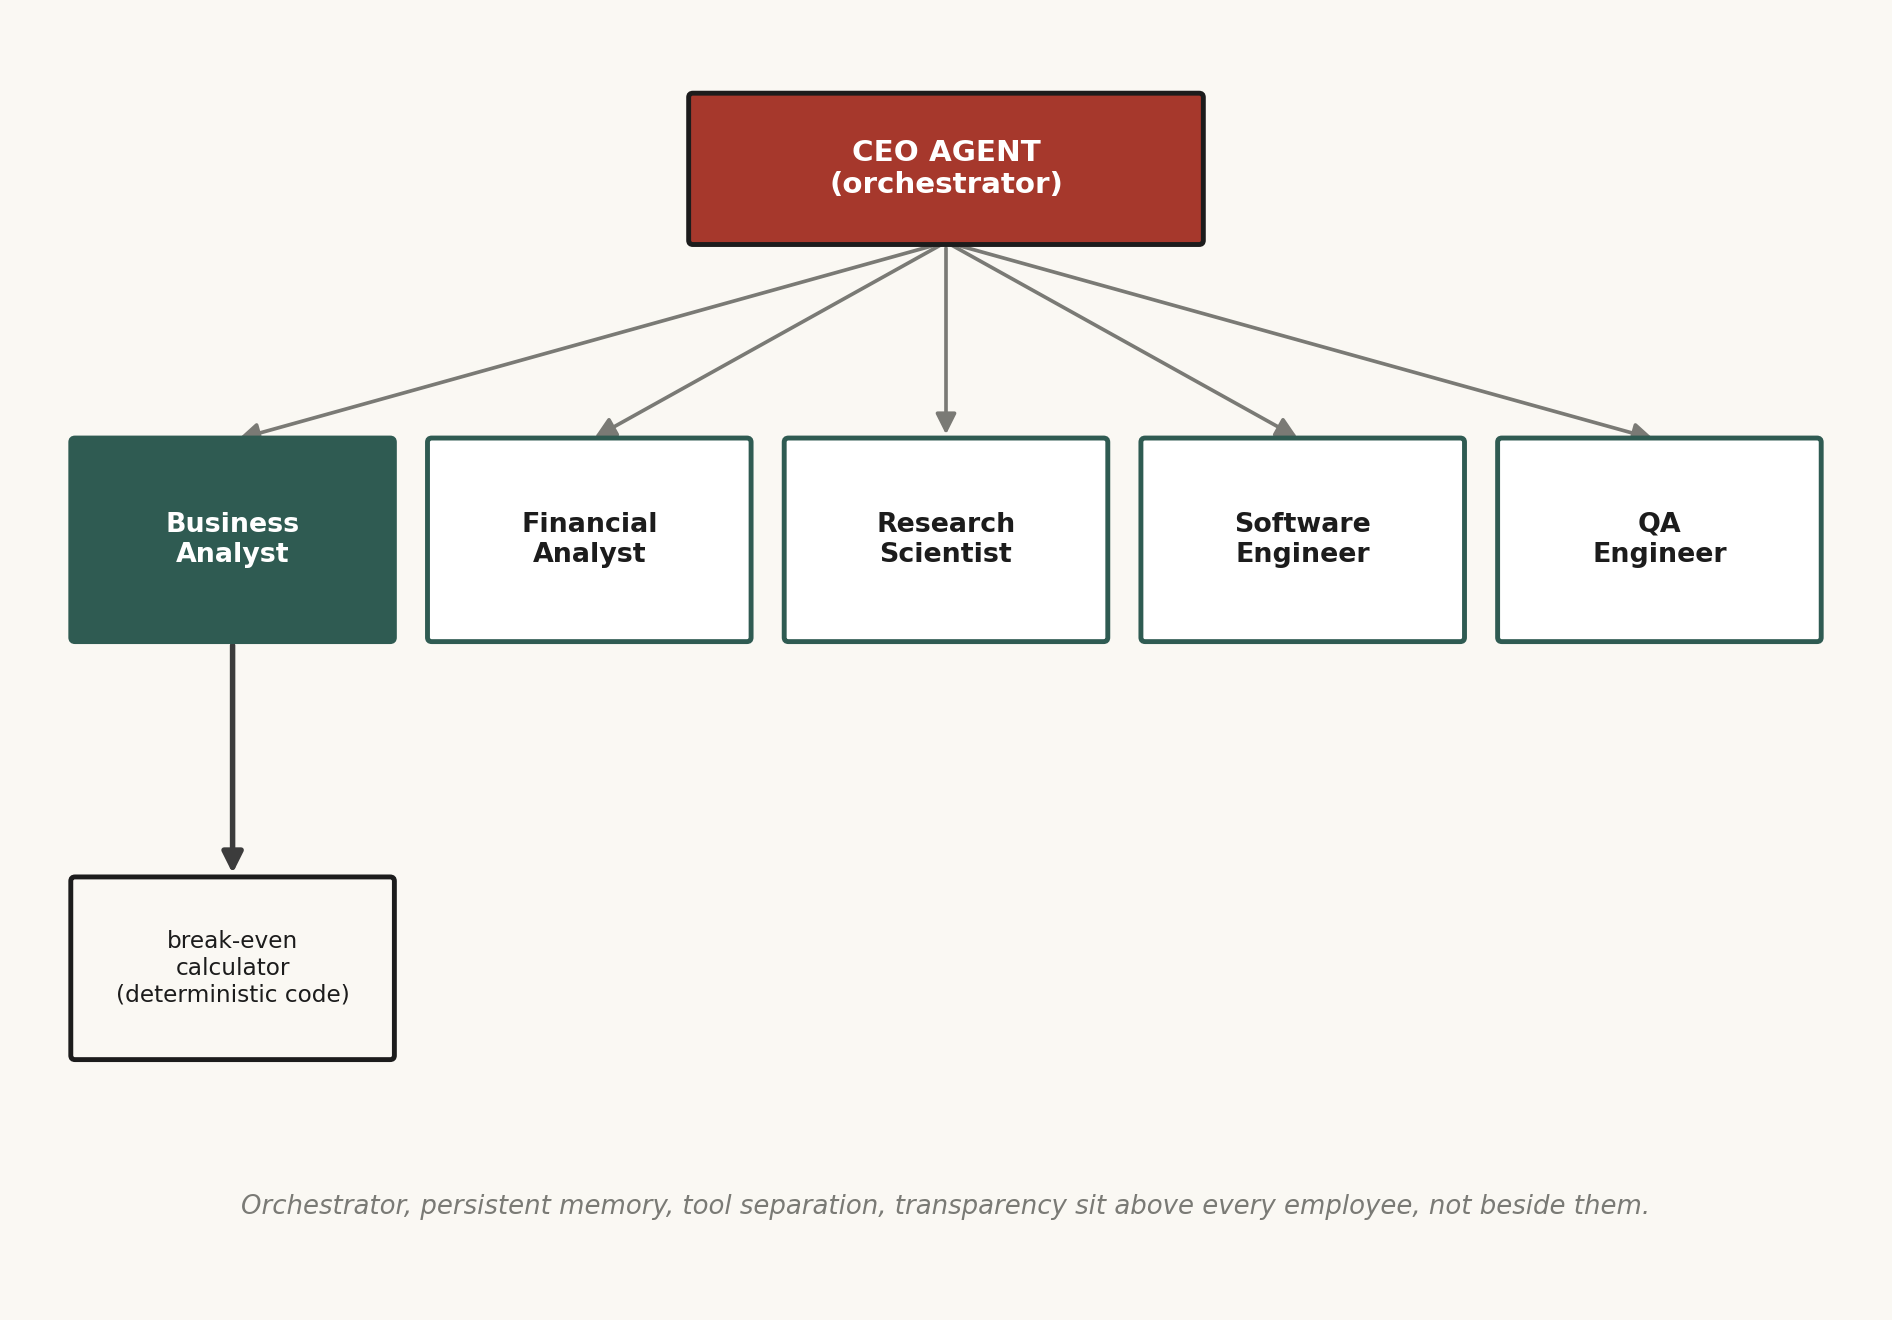 CEO AGENT
(orchestrator)
Business
Analyst
Financial
Analyst
Research
Scientist
Software
Engineer
QA
Engineer
break-even
calculator
(deterministic code)
Orchestrator, persistent memory, tool separation, transparency sit above every employee, not beside them.